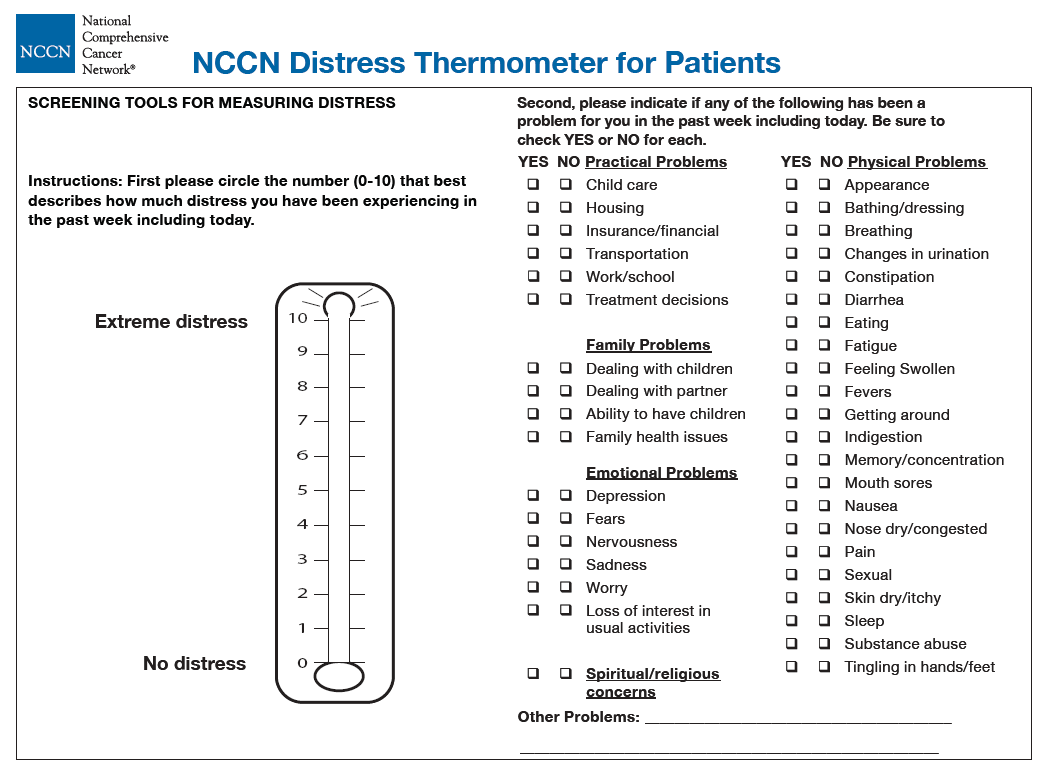 NCCN
National
Comprehensive
Cancer
Network®
NCCN Distress Thermometer for Patients
SCREENING TOOLS FOR MEASURING DISTRESS
Instructions: First please circle the number (0-10) that best
describes how much distress you have been experiencing in
the past week including today.
Extreme distress
10
9
8
7
6
5
4
3
2
1
No distress
0
Second, please indicate if any of the following has been a
problem for you in the past week including today. Be sure to
check YES or NO for each.
YES NO Practical Problems
Child care
Housing
Insurance/financial
Transportation
Work/school
Treatment decisions
Family Problems
Dealing with children
Dealing with partner
Ability to have children
Family health issues
Emotional Problems
Depression
Fears
Nervousness
Sadness
Worry
Loss of interest in
usual activities
Spiritual/religious
concerns
YES NO Physical Problems
Appearance
Bathing/dressing
Breathing
Changes in urination
Constipation
Diarrhea
Eating
Fatigue
Feeling Swollen
Fevers
Getting around
Indigestion
Memory/concentration
Mouth sores
Nausea
Nose dry/congested
Pain
Sexual
Skin dry/itchy
Sleep
Substance abuse
Tingling in hands/feet
Other Problems: